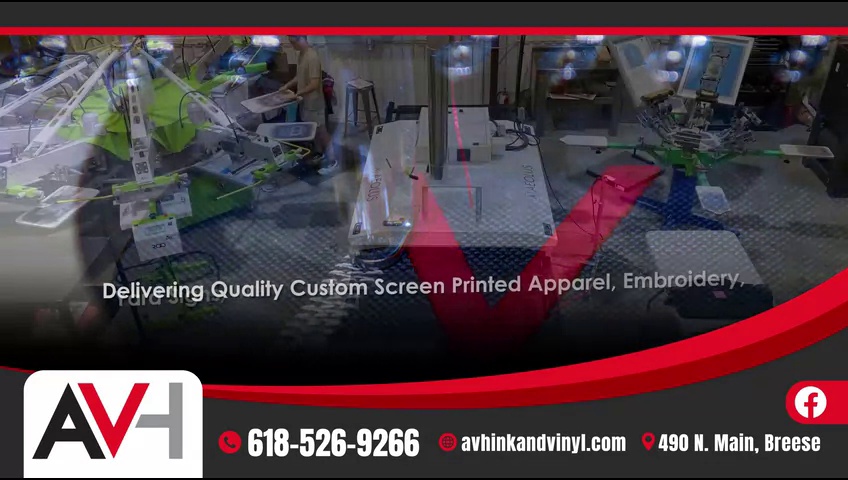 Delivering Quality Custom Screen Printed Apparel, Embroidery,
AVH
618-526-9266
avhinkandvinyl.com
490 N. Main, Breese